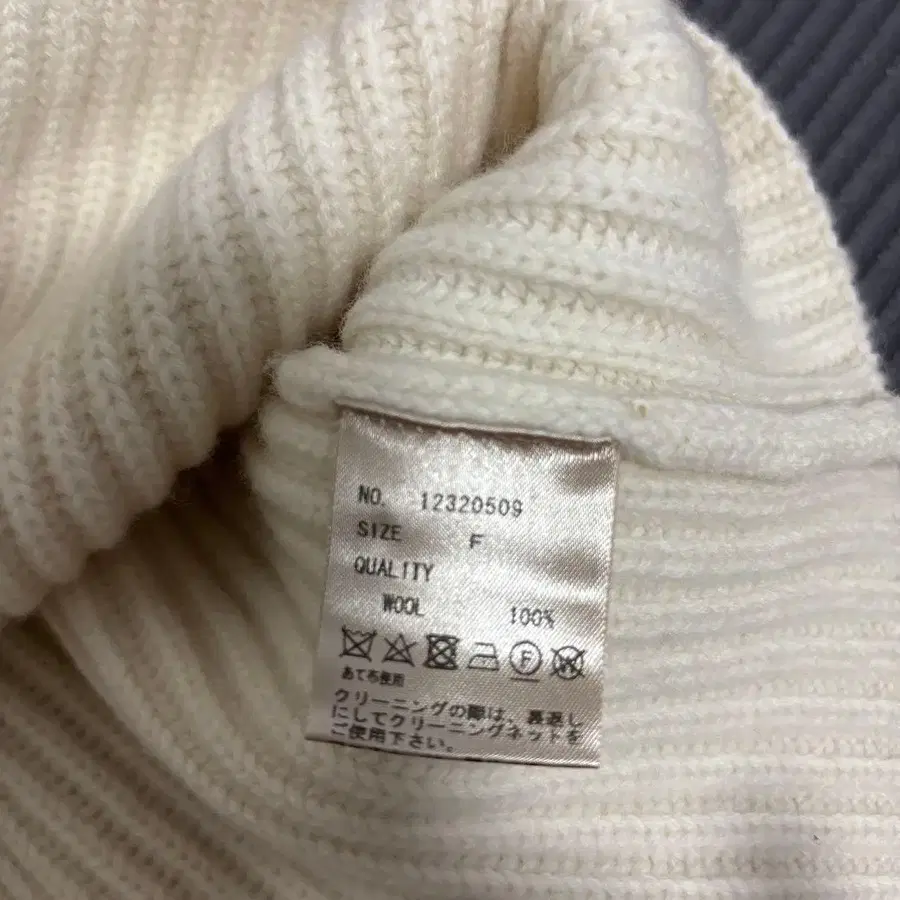 NO. 12320509
SIZE F
QUALITY
WOOL 100%
F W
あて布使用
クリーニングの際は、裏返し
にしてクリーニングネットを
ご使用下さい。